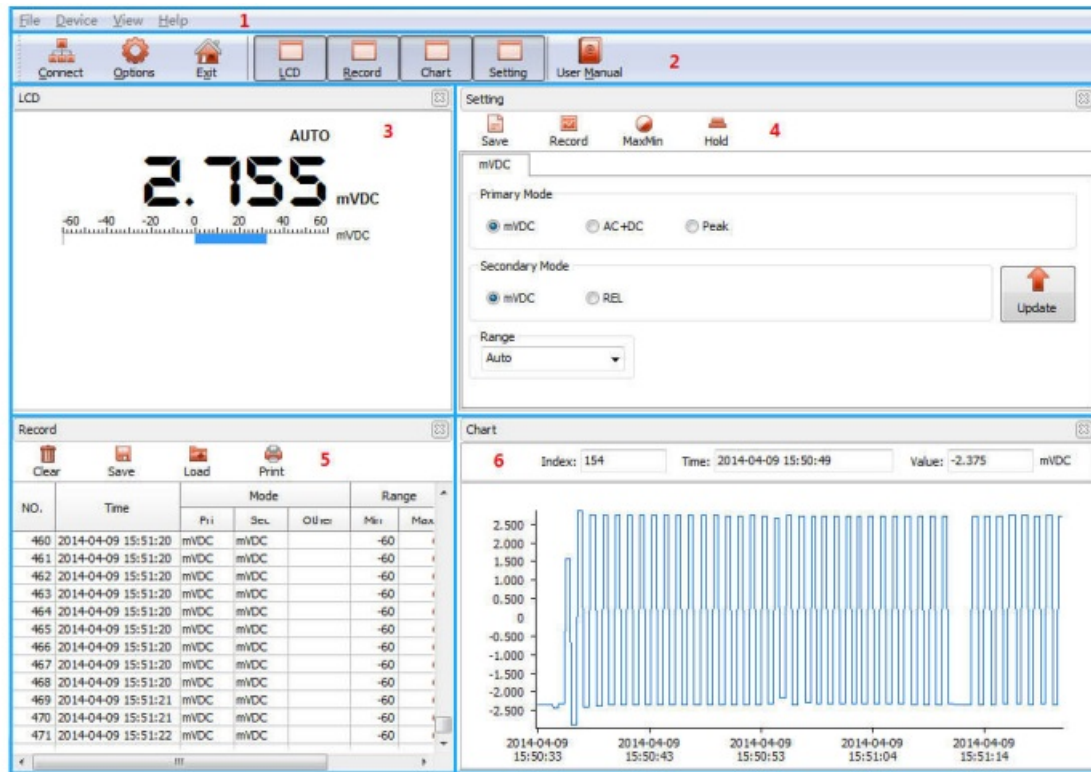 File Device View Help 1
Connect Options Exit LCD Record Chart Setting User Manual 2
LCD
AUTO 3
2.755 mVDC
-60 -40 -20 0 20 40 60 mVDC
Setting
Save Record MaxMin Hold 4
mVDC
Primary Mode
mVDC AC+DC Peak
Secondary Mode
mVDC REL
Update
Range
Auto
Record
Clear Save Load Print 5
NO. Time Mode Range
Pri Sec Other Min Max
460 2014-04-09 15:51:20 mVDC mVDC -60
461 2014-04-09 15:51:20 mVDC mVDC -60
462 2014-04-09 15:51:20 mVDC mVDC -60
463 2014-04-09 15:51:20 mVDC mVDC -60
464 2014-04-09 15:51:20 mVDC mVDC -60
465 2014-04-09 15:51:20 mVDC mVDC -60
466 2014-04-09 15:51:20 mVDC mVDC -60
467 2014-04-09 15:51:20 mVDC mVDC -60
468 2014-04-09 15:51:20 mVDC mVDC -60
469 2014-04-09 15:51:21 mVDC mVDC -60
470 2014-04-09 15:51:21 mVDC mVDC -60
471 2014-04-09 15:51:22 mVDC mVDC -60
Chart
6 Index: 154 Time: 2014-04-09 15:50:49 Value: -2.375 mVDC
2.500
2.000
1.500
1.000
0.500
0
-0.500
-1.000
-1.500
-2.000
-2.500
2014-04-09 2014-04-09 2014-04-09 2014-04-09 2014-04-09
15:50:33 15:50:43 15:50:53 15:51:04 15:51:14